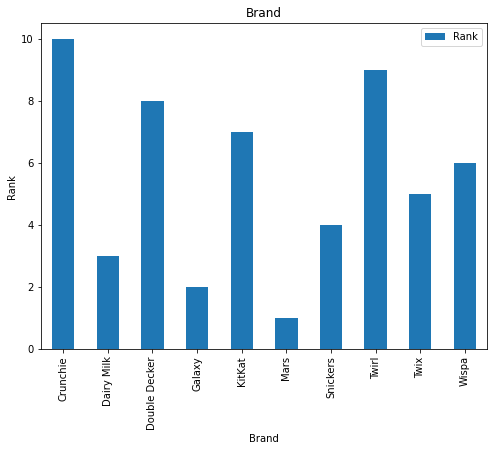 Brand
Rank
10
8
6
4
2
0
Rank
Crunchie
Dairy Milk
Double Decker
Galaxy
KitKat
Mars
Snickers
Twirl
Twix
Wispa
Brand